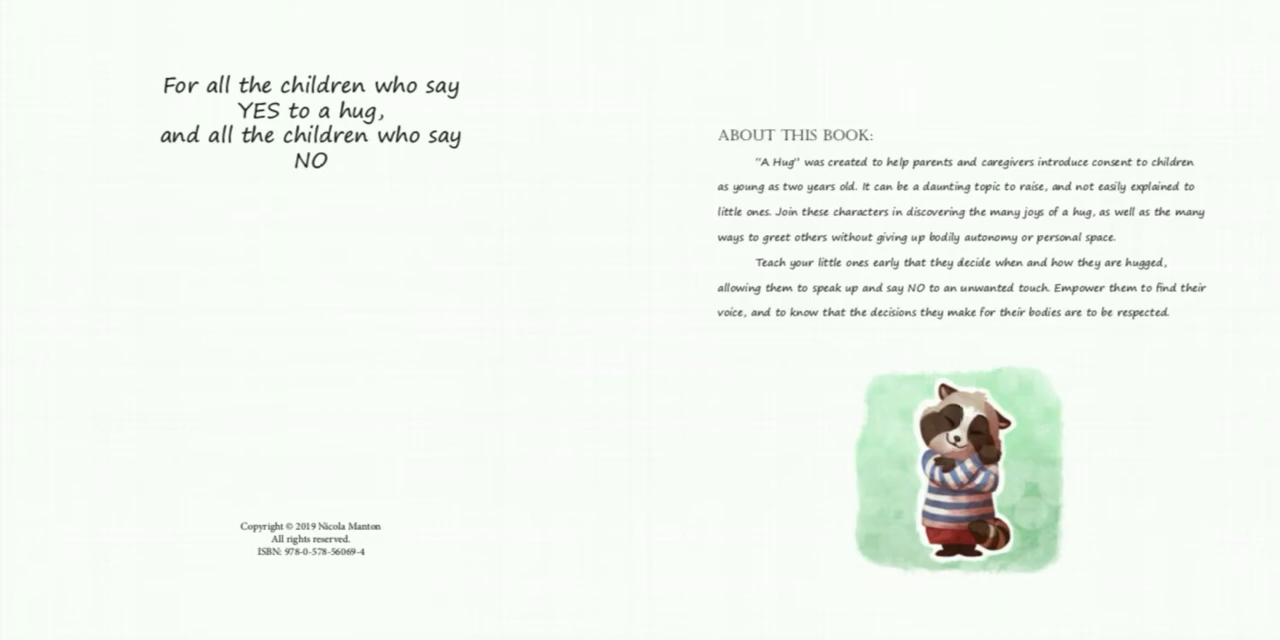 For all the children who say
YES to a hug,
and all the children who say
NO
Copyright © 2019 Nicola Manton
All rights reserved.
ISBN: 978-0-578-56069-4
ABOUT THIS BOOK:
"A Hug" was created to help parents and caregivers introduce consent to children
as young as two years old. It can be a daunting topic to raise, and not easily explained to
little ones. Join these characters in discovering the many joys of a hug, as well as the many
ways to greet others without giving up bodily autonomy or personal space.
Teach your little ones early that they decide when and how they are hugged,
allowing them to speak up and say NO to an unwanted touch. Empower them to find their
voice, and to know that the decisions they make for their bodies are to be respected.